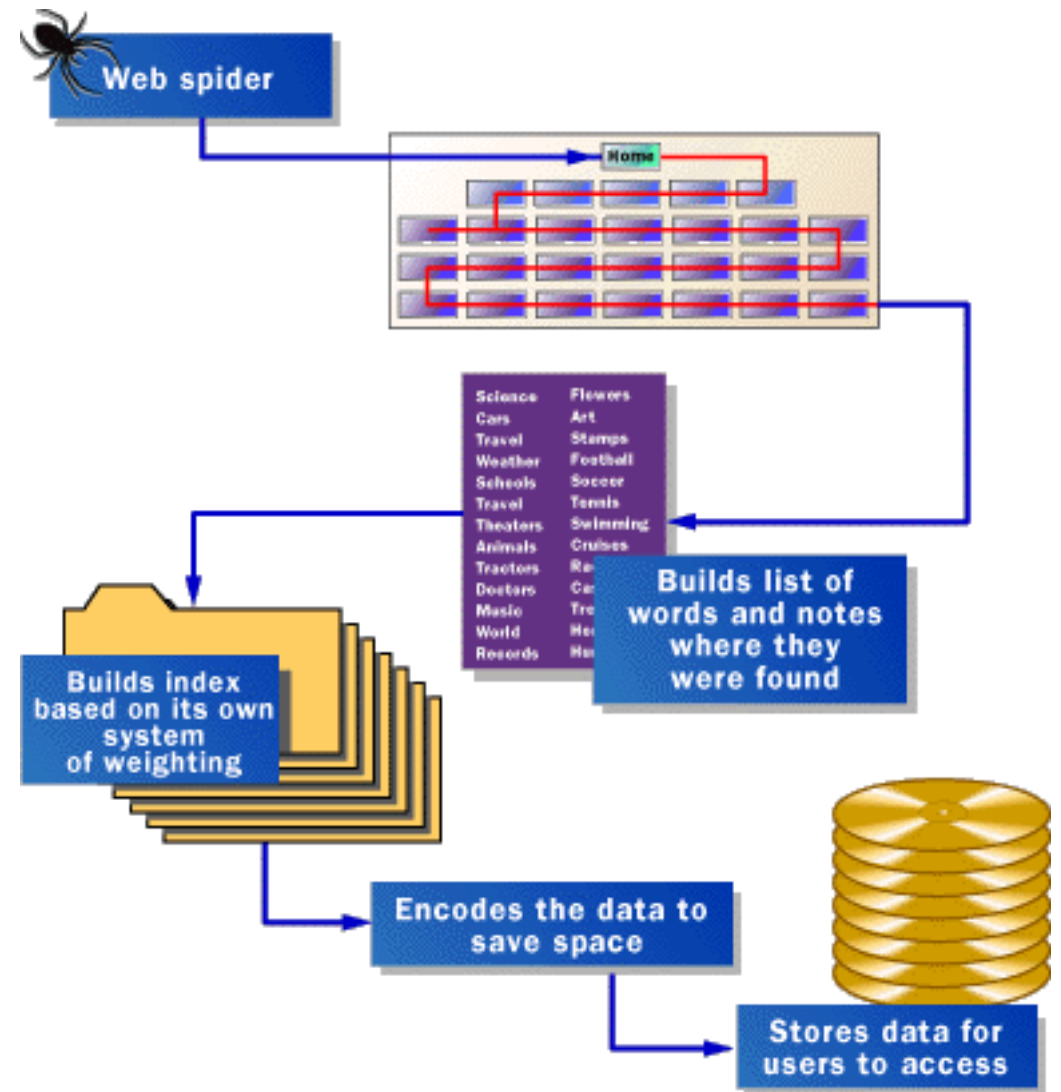 Web spider
Home
Science
Cars
Travel
Weather
Schools
Travel
Theaters
Animals
Tractors
Doctors
Music
World
Records
Flowers
Art
Stamps
Football
Soccer
Tennis
Swimming
Cruises
Builds list of
words and notes
where they
were found
Builds index
based on its own
system
of weighting
Encodes the data to
save space
Stores data for
users to access